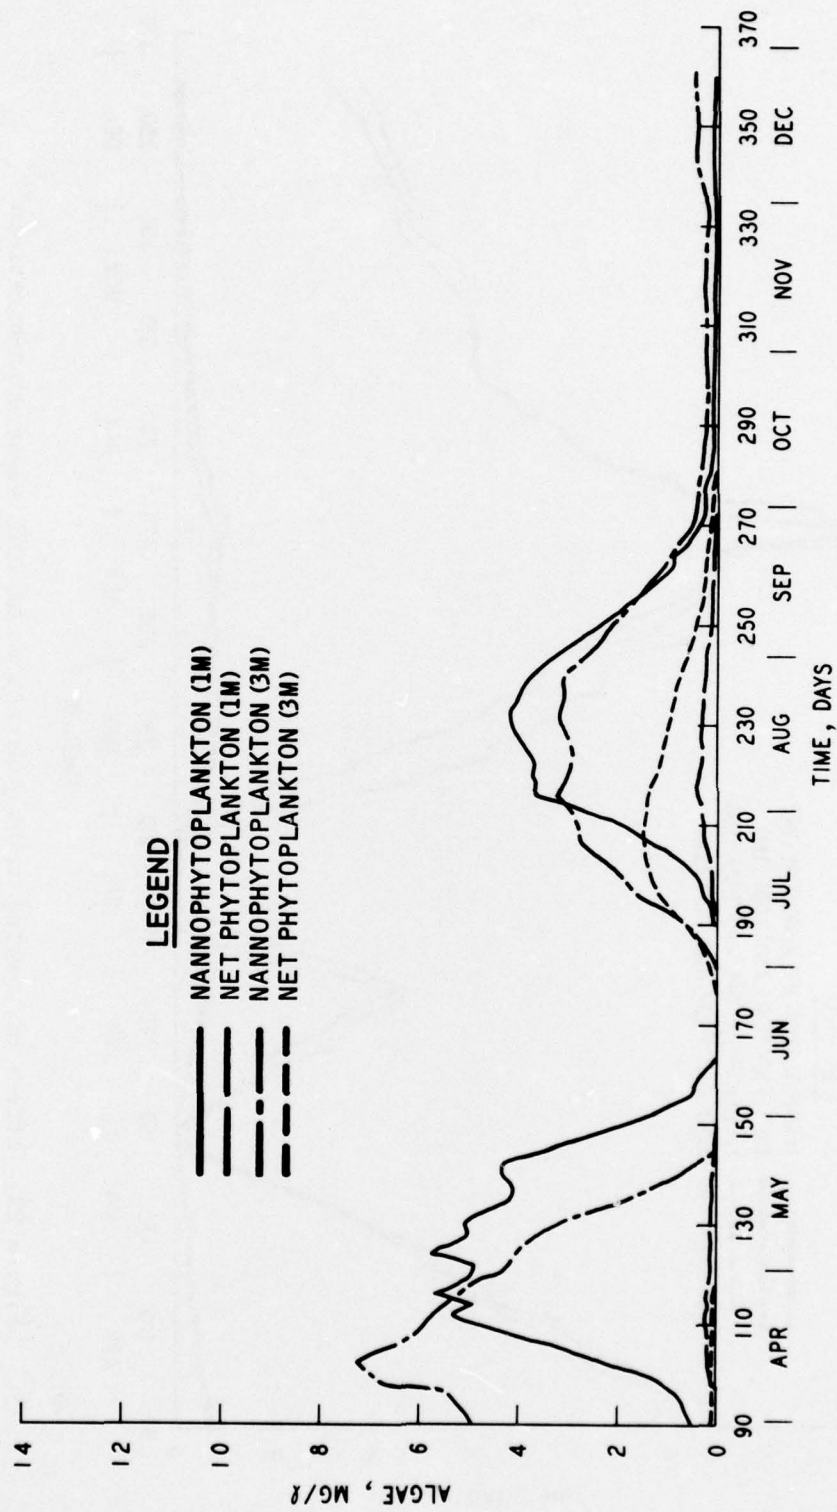 LEGEND
NANNOPHYTOPLANKTON (1M)
NET PHYTOPLANKTON (1M)
NANNOPHYTOPLANKTON (3M)
NET PHYTOPLANKTON (3M)
ALGAE, MG/ℓ
14
12
10
8
6
4
2
0
90 110 130 150 170 190 210 230 250 270 290 310 330 350 370
APR | MAY | JUN | JUL | AUG | SEP | OCT | NOV | DEC
TIME, DAYS